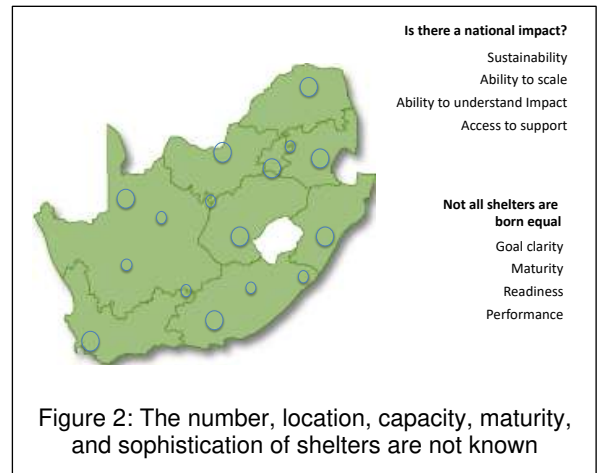 Is there a national impact?
Sustainability
Ability to scale
Ability to understand Impact
Access to support
Not all shelters are
born equal
Goal clarity
Maturity
Readiness
Performance
Figure 2: The number, location, capacity, maturity,
and sophistication of shelters are not known